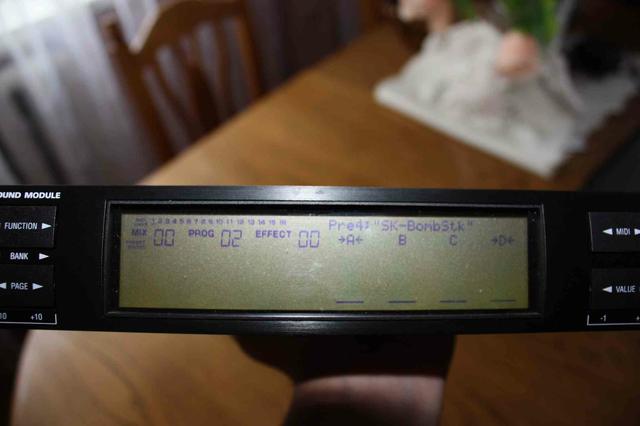 OUND MODULE
FUNCTION
BANK
PAGE
10 +10
1 2 3 4 5 6 7 8 9 10 11 12 13 14 15 16
MIX 00 PROG 02 EFFECT 00
Pre4: "SK-BombStk"
→A← B C →D←
MIDI
VALUE
-1 +